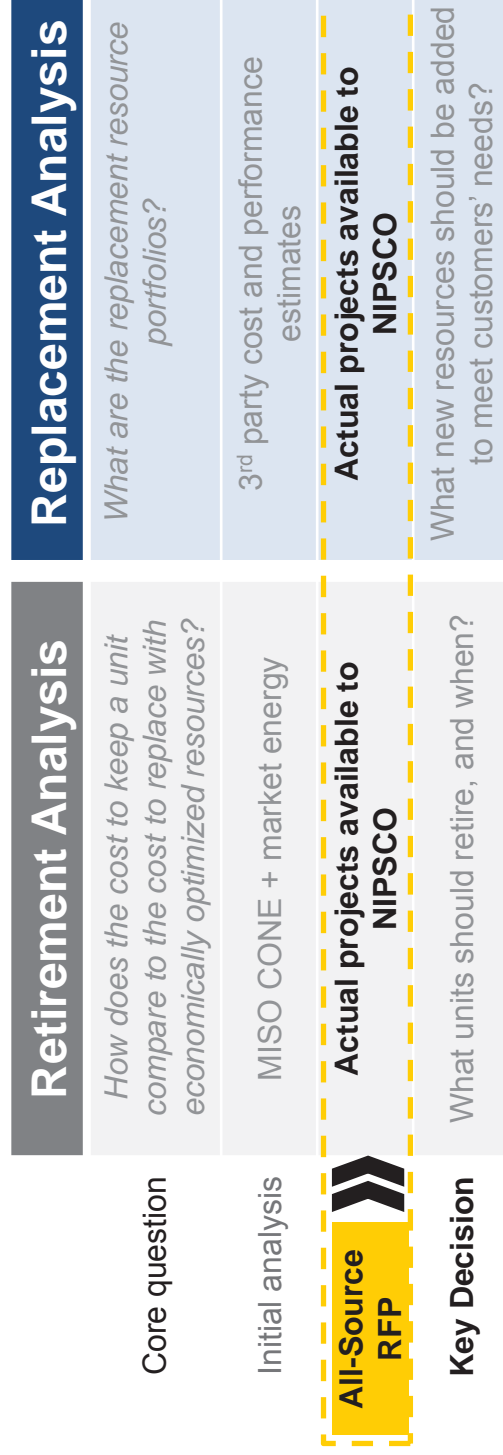 Retirement Analysis
Replacement Analysis
Core question
How does the cost to keep a unit
compare to the cost to replace with
economically optimized resources?
What are the replacement resource
portfolios?
Initial analysis
MISO CONE + market energy
3rd party cost and performance
estimates
All-Source
RFP
Actual projects available to
NIPSCO
Actual projects available to
NIPSCO
Key Decision
What units should retire, and when?
What new resources should be added
to meet customers' needs?